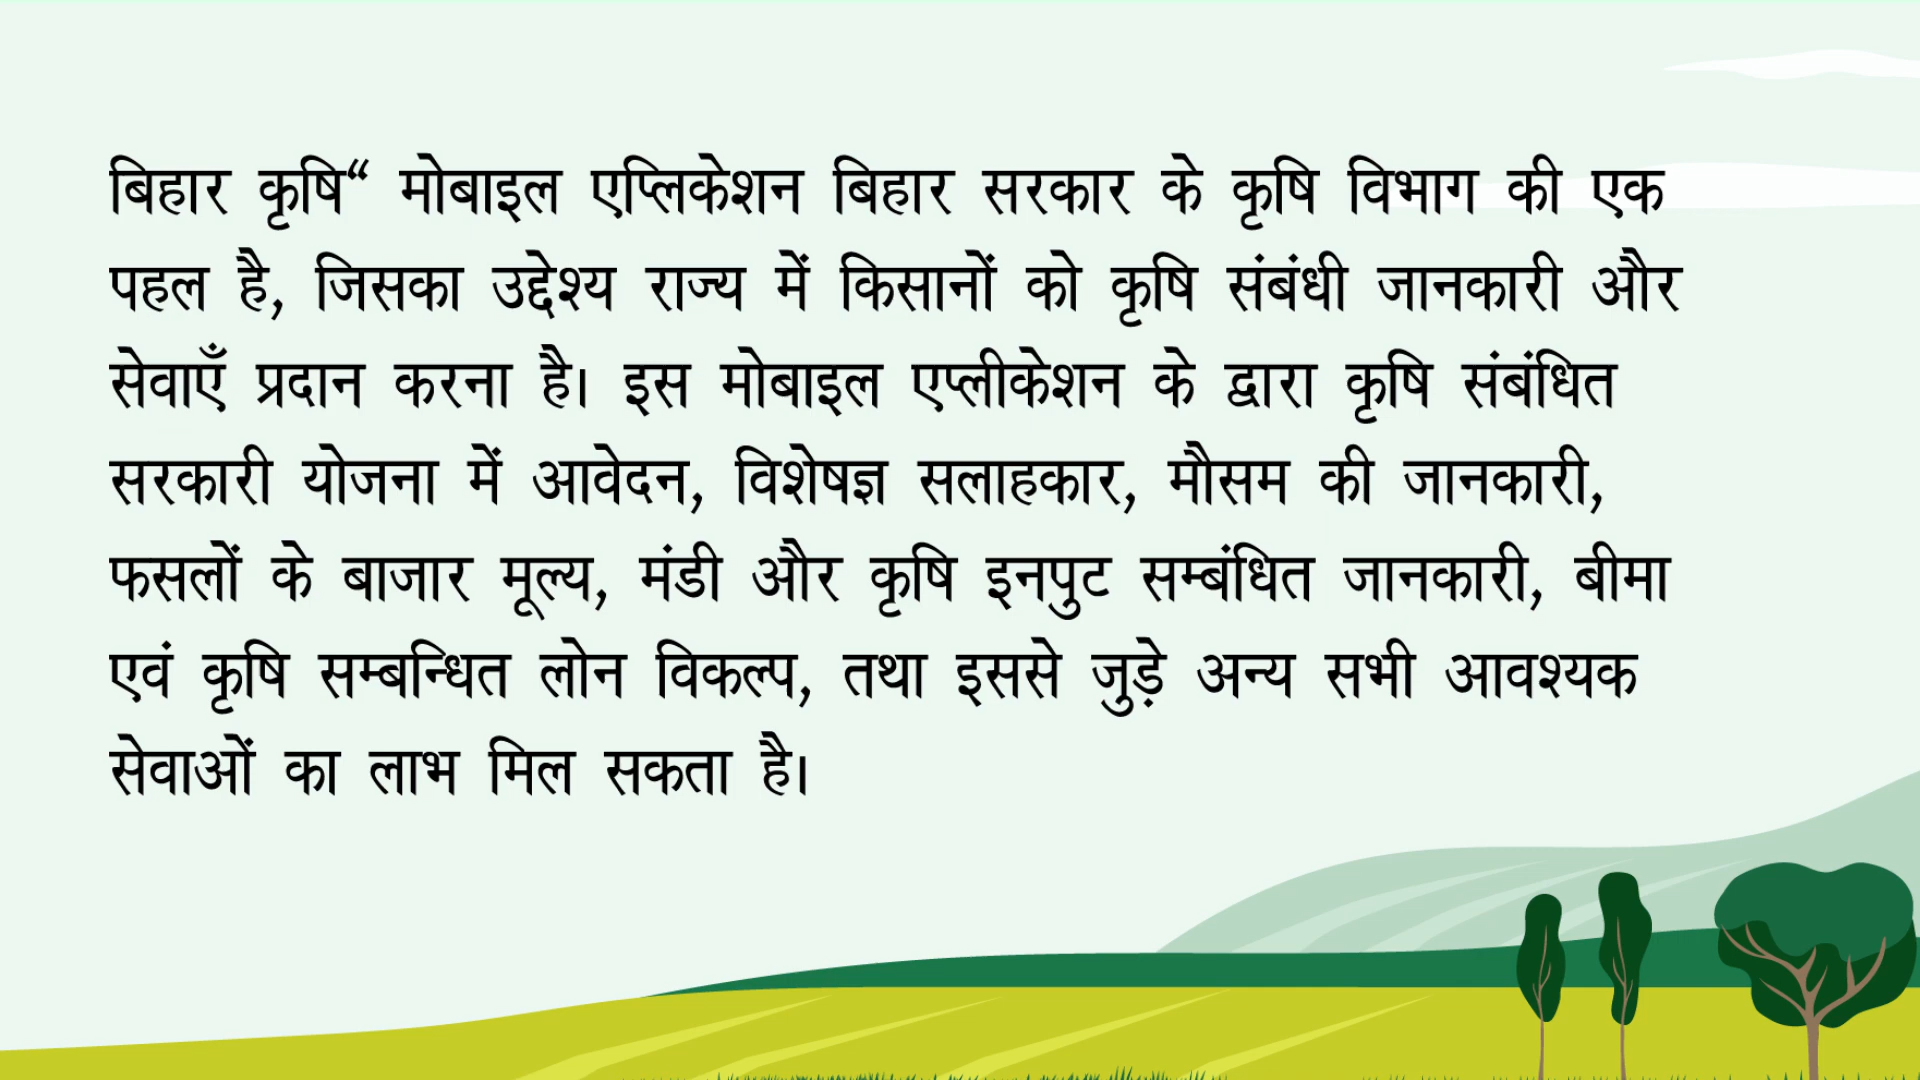 बिहार कृषि“ मोबाइल एप्लिकेशन बिहार सरकार के कृषि विभाग की एक
पहल है, जिसका उद्देश्य राज्य में किसानों को कृषि संबंधी जानकारी और
सेवाएँ प्रदान करना है। इस मोबाइल एप्लीकेशन के द्वारा कृषि संबंधित
सरकारी योजना में आवेदन, विशेषज्ञ सलाहकार, मौसम की जानकारी,
फसलों के बाजार मूल्य, मंडी और कृषि इनपुट सम्बंधित जानकारी, बीमा
एवं कृषि सम्बन्धित लोन विकल्प, तथा इससे जुड़े अन्य सभी आवश्यक
सेवाओं का लाभ मिल सकता है।